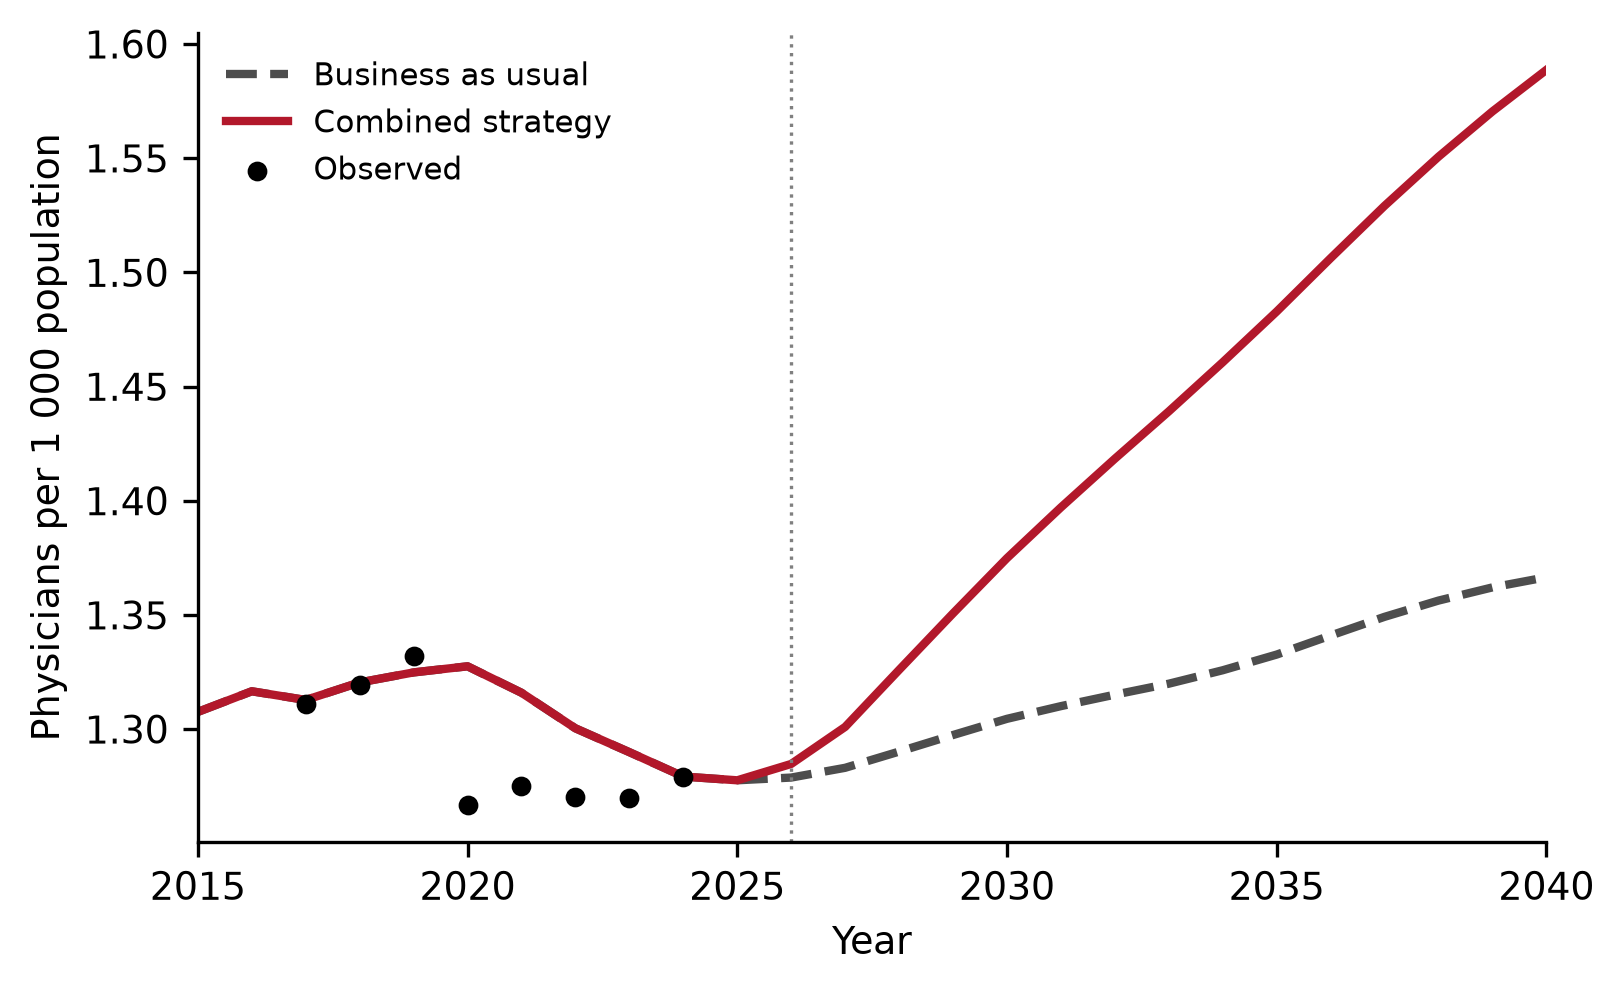 Physicians per 1 000 population
1.60
1.55
1.50
1.45
1.40
1.35
1.30
Business as usual
Combined strategy
Observed
2015 2020 2025 2030 2035 2040
Year